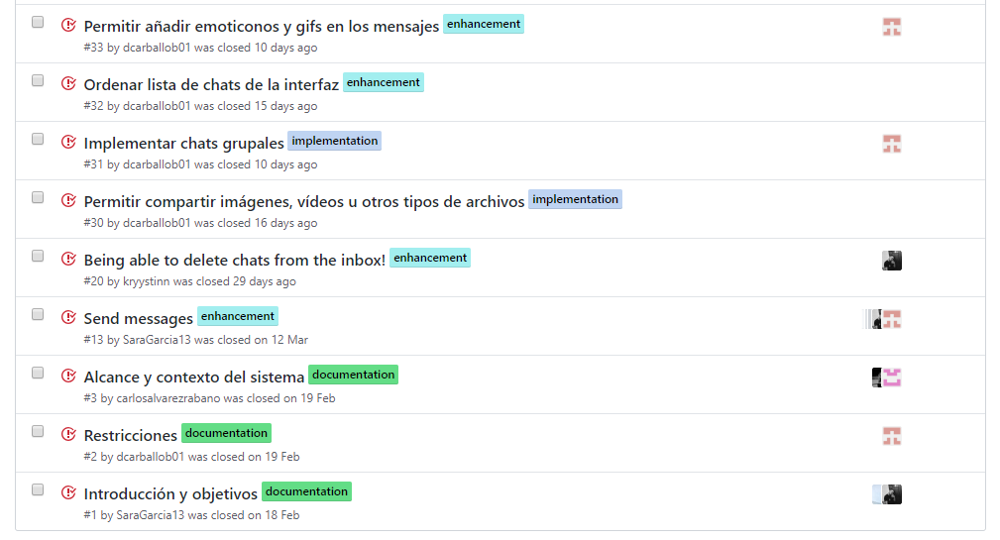 Permitir añadir emoticonos y gifs en los mensajes enhancement
#33 by dcarballob01 was closed 10 days ago
Ordenar lista de chats de la interfaz enhancement
#32 by dcarballob01 was closed 15 days ago
Implementar chats grupales implementation
#31 by dcarballob01 was closed 10 days ago
Permitir compartir imágenes, vídeos u otros tipos de archivos implementation
#30 by dcarballob01 was closed 16 days ago
Being able to delete chats from the inbox! enhancement
#20 by kryystinn was closed 29 days ago
Send messages enhancement
#13 by SaraGarcia13 was closed on 12 Mar
Alcance y contexto del sistema documentation
#3 by carlosalvarezrabano was closed on 19 Feb
Restricciones documentation
#2 by dcarballob01 was closed on 19 Feb
Introducción y objetivos documentation
#1 by SaraGarcia13 was closed on 18 Feb